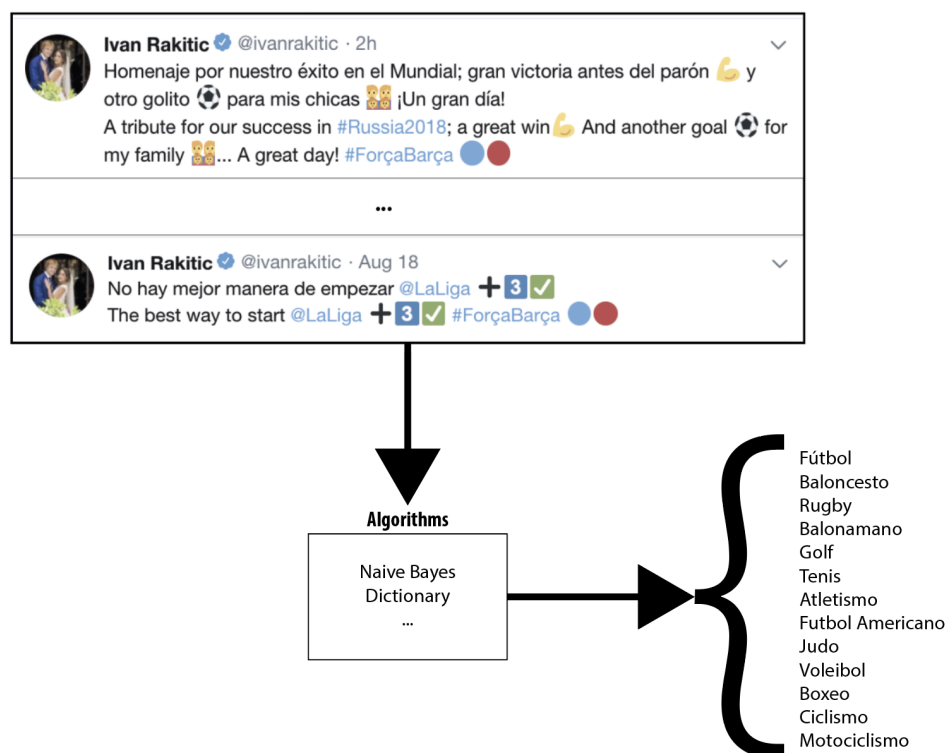 Ivan Rakitic @ivanrakitic · 2h
Homenaje por nuestro éxito en el Mundial; gran victoria antes del parón 💪 y
otro golito ⚽ para mis chicas 👯 ¡Un gran día!
A tribute for our success in #Russia2018; a great win💪 And another goal ⚽ for
my family 👯... A great day! #ForçaBarça 🔵🔴
...
Ivan Rakitic @ivanrakitic · Aug 18
No hay mejor manera de empezar @LaLiga ➕3️⃣✅
The best way to start @LaLiga ➕3️⃣✅ #ForçaBarça 🔵🔴
Algorithms
Naive Bayes
Dictionary
...
Fútbol
Baloncesto
Rugby
Balonamano
Golf
Tenis
Atletismo
Futbol Americano
Judo
Voleibol
Boxeo
Ciclismo
Motociclismo